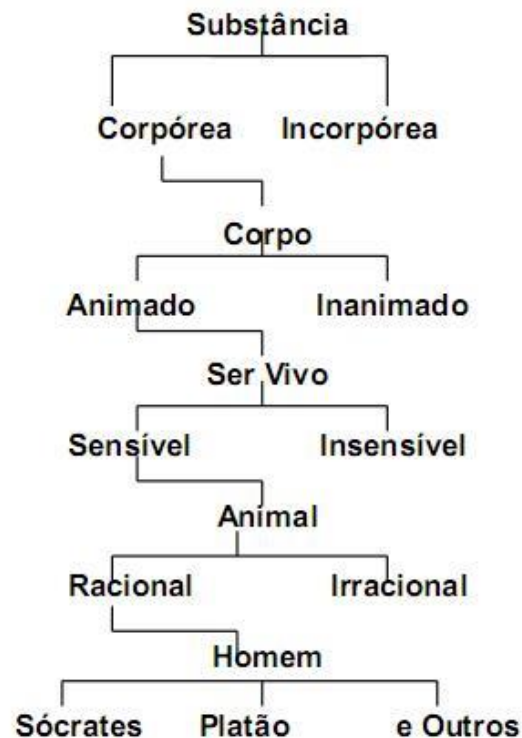 Substância
Corpórea Incorpórea
Corpo
Animado Inanimado
Ser Vivo
Sensível Insensível
Animal
Racional Irracional
Homem
Sócrates Platão e Outros